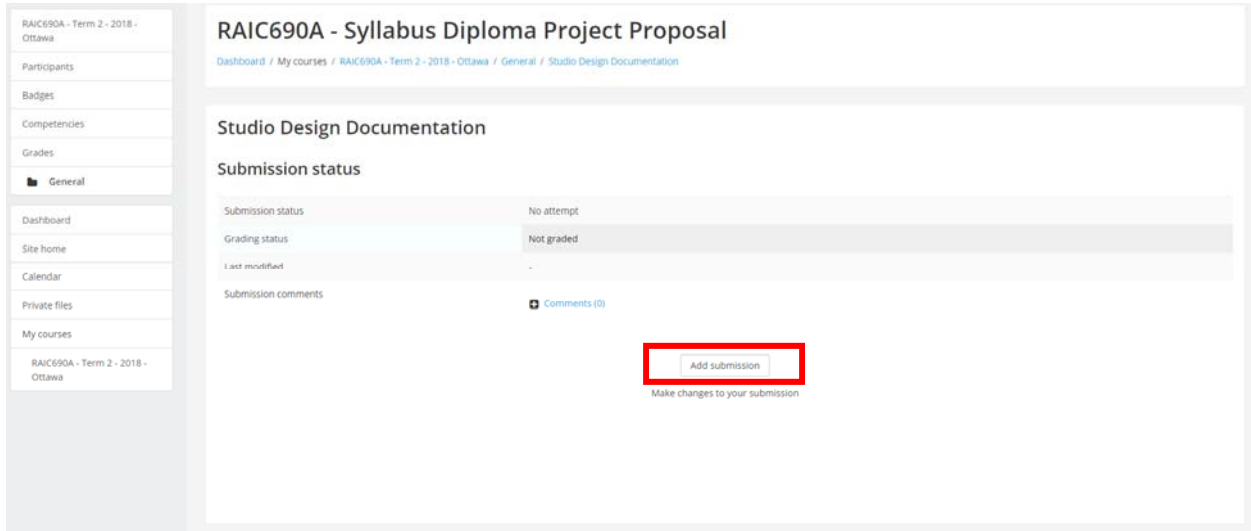 RAIC690A - Term 2 - 2018 -
Ottawa
Participants
Badges
Competencies
Grades
General
Dashboard
Site home
Calendar
Private files
My courses
RAIC690A - Term 2 - 2018 -
Ottawa
RAIC690A - Syllabus Diploma Project Proposal
Dashboard / My courses / RAIC690A - Term 2 - 2018 - Ottawa / General / Studio Design Documentation
Studio Design Documentation
Submission status
Submission status No attempt
Grading status Not graded
Last modified -
Submission comments Comments (0)
Add submission
Make changes to your submission